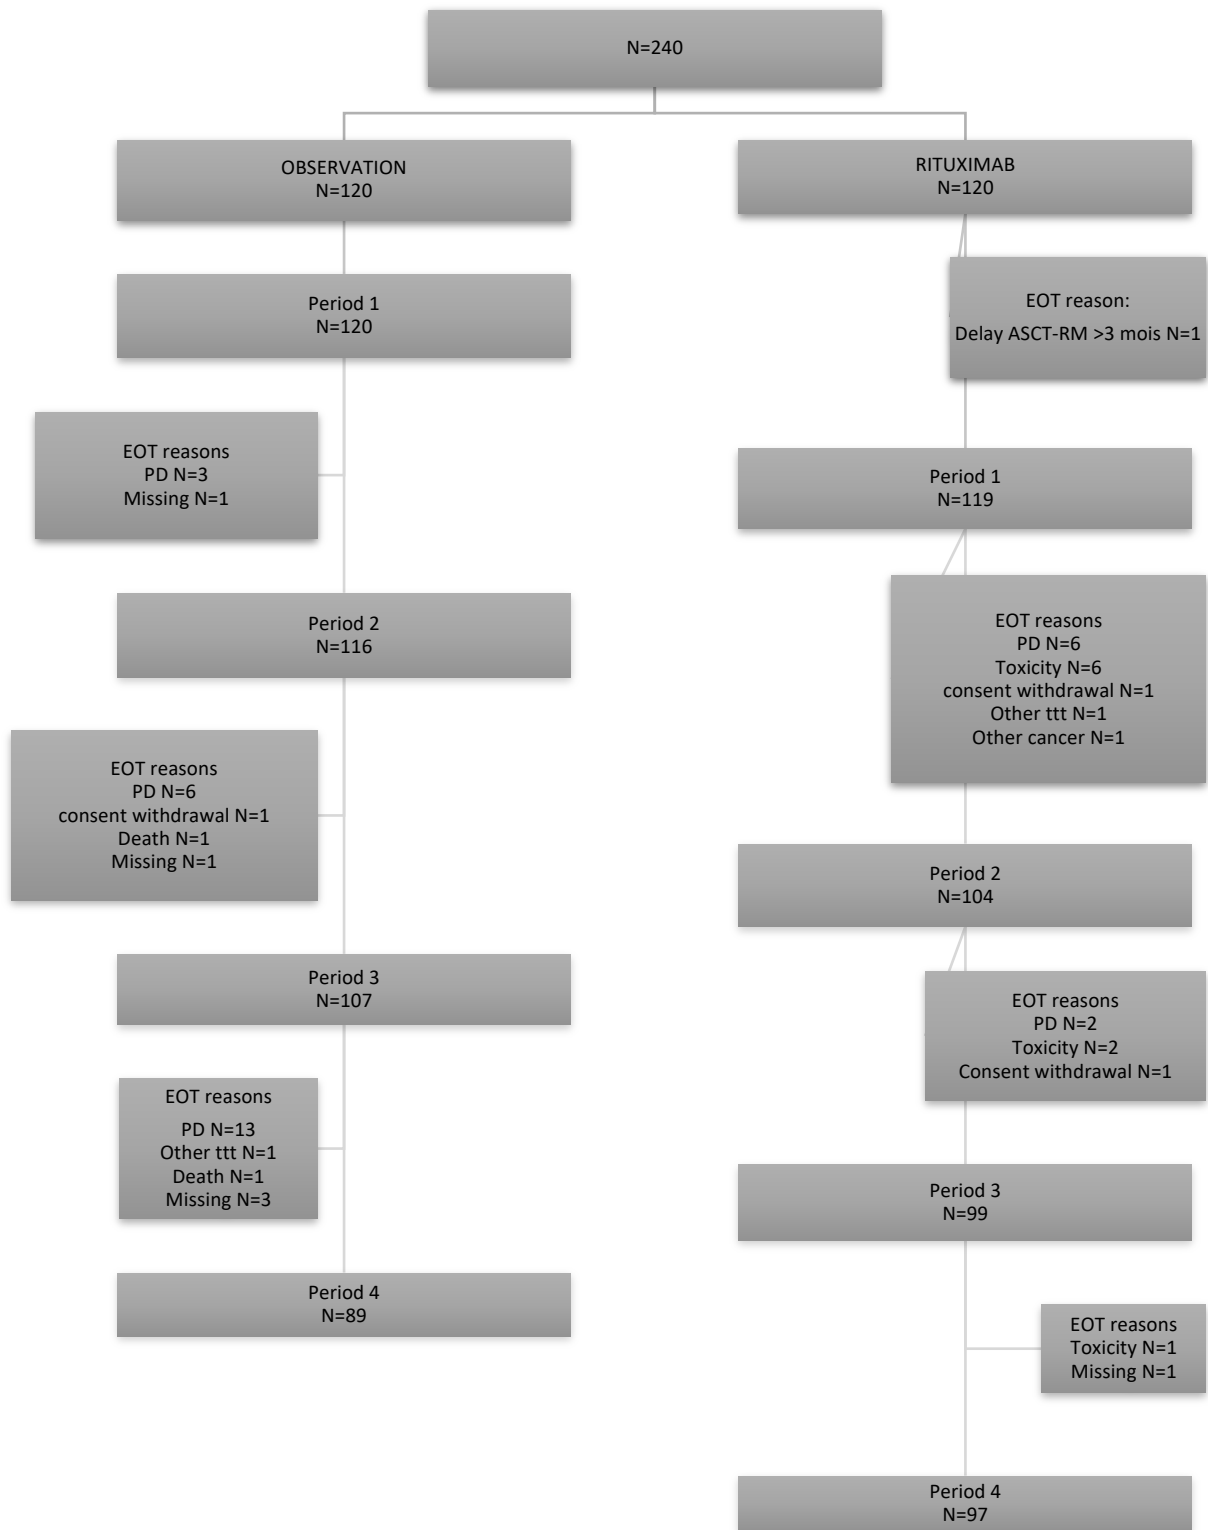 N=240
OBSERVATION
N=120
RITUXIMAB
N=120
EOT reason:
Delay ASCT-RM >3 mois N=1
Period 1
N=120
EOT reasons
PD N=3
Missing N=1
Period 1
N=119
EOT reasons
PD N=6
Toxicity N=6
consent withdrawal N=1
Other ttt N=1
Other cancer N=1
Period 2
N=116
EOT reasons
PD N=6
consent withdrawal N=1
Death N=1
Missing N=1
Period 2
N=104
Period 3
N=107
EOT reasons
PD N=2
Toxicity N=2
Consent withdrawal N=1
EOT reasons
PD N=13
Other ttt N=1
Death N=1
Missing N=3
Period 3
N=99
Period 4
N=89
EOT reasons
Toxicity N=1
Missing N=1
Period 4
N=97